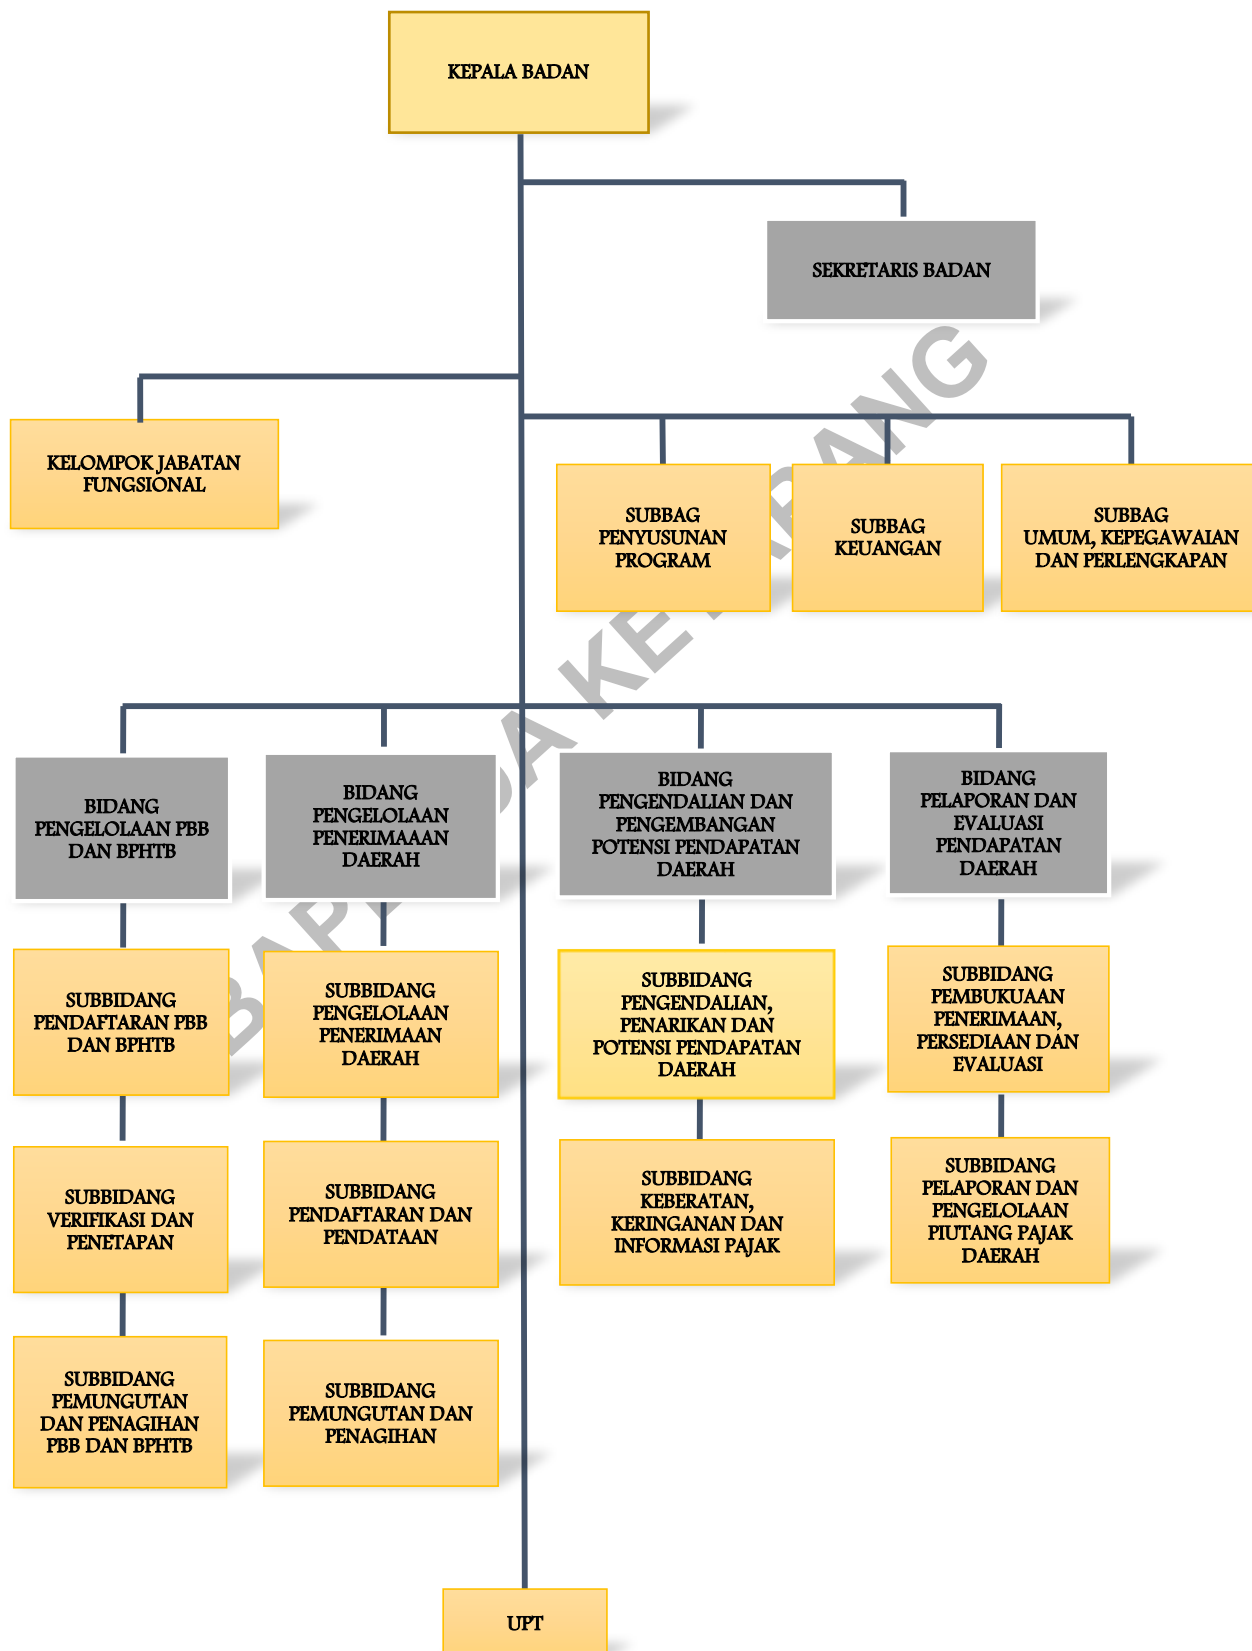 KEPALA BADAN
SEKRETARIS BADAN
KELOMPOK JABATAN
FUNGSIONAL
SUBBAG
PENYUSUNAN
PROGRAM
SUBBAG
KEUANGAN
SUBBAG
UMUM, KEPEGAWAIAN
DAN PERLENGKAPAN
BIDANG
PENGELOLAAN PBB
DAN BPHTB
BIDANG
PENGELOLAAN
PENERIMAAAN
DAERAH
BIDANG
PENGENDALIAN DAN
PENGEMBANGAN
POTENSI PENDAPATAN
DAERAH
BIDANG
PELAPORAN DAN
EVALUASI
PENDAPATAN
DAERAH
SUBBIDANG
PENDAFTARAN PBB
DAN BPHTB
SUBBIDANG
PENGELOLAAN
PENERIMAAN
DAERAH
SUBBIDANG
PENGENDALIAN,
PENARIKAN DAN
POTENSI PENDAPATAN
DAERAH
SUBBIDANG
PEMBUKUAAN
PENERIMAAN,
PERSEDIAAN DAN
EVALUASI
SUBBIDANG
VERIFIKASI DAN
PENETAPAN
SUBBIDANG
PENDAFTARAN DAN
PENDATAAN
SUBBIDANG
KEBERATAN,
KERINGANAN DAN
INFORMASI PAJAK
SUBBIDANG
PELAPORAN DAN
PENGELOLAAN
PIUTANG PAJAK
DAERAH
SUBBIDANG
PEMUNGUTAN
DAN PENAGIHAN
PBB DAN BPHTB
SUBBIDANG
PEMUNGUTAN DAN
PENAGIHAN
UPT